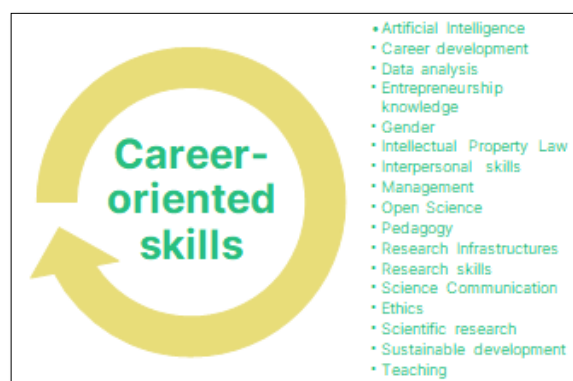 Career-
oriented
skills
• Artificial Intelligence
• Career development
• Data analysis
• Entrepreneurship
knowledge
• Gender
• Intellectual Property Law
• Interpersonal skills
• Management
• Open Science
• Pedagogy
• Research Infrastructures
• Research skills
• Science Communication
• Ethics
• Scientific research
• Sustainable development
• Teaching